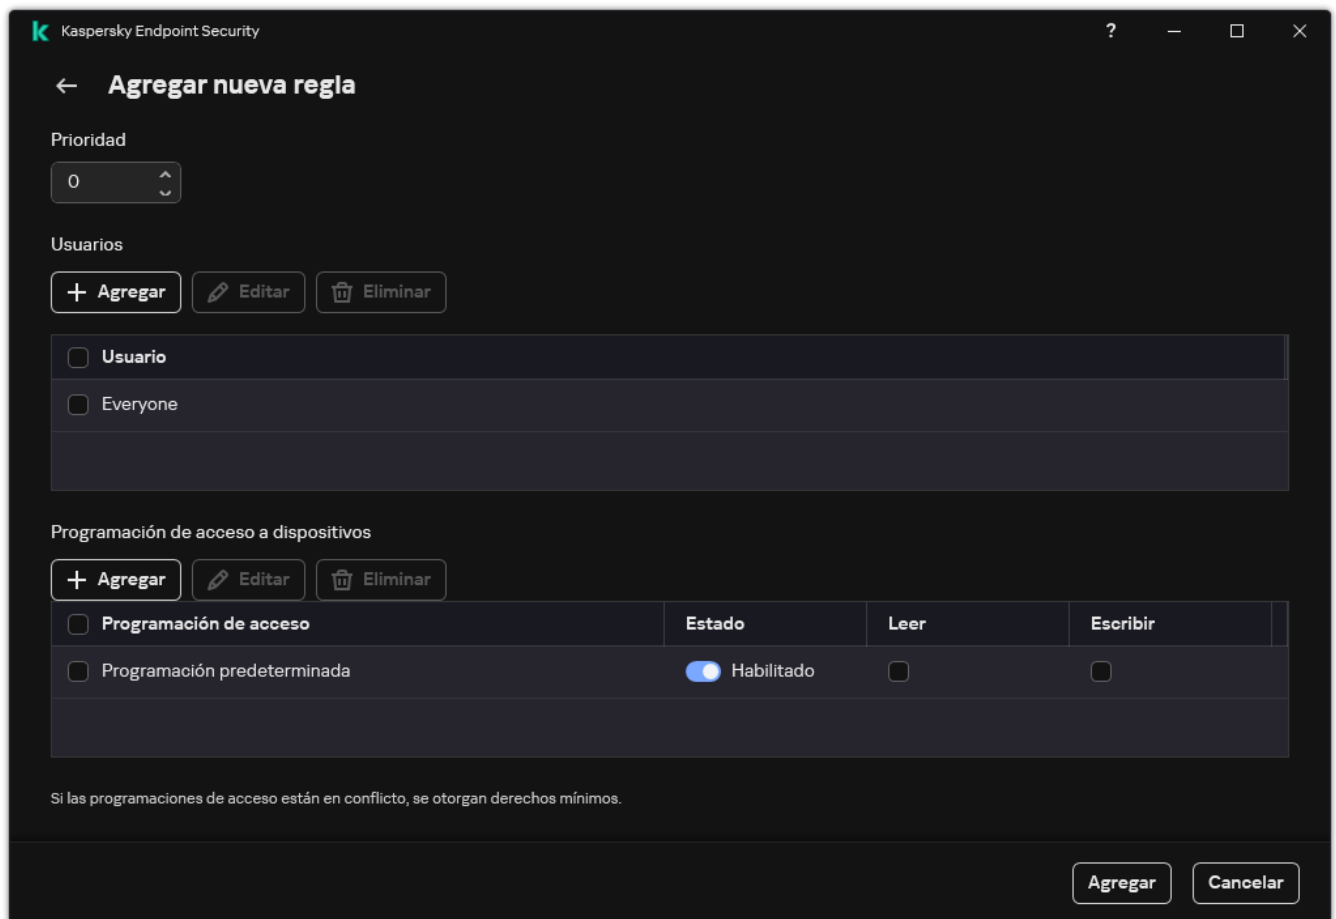 Kaspersky Endpoint Security ?
Agregar nueva regla
Prioridad
0
Usuarios
Agregar Editar Eliminar
Usuario
Everyone
Programación de acceso a dispositivos
Agregar Editar Eliminar
Programación de acceso Estado Leer Escribir
Programación predeterminada Habilitado
Si las programaciones de acceso están en conflicto, se otorgan derechos mínimos.
Agregar Cancelar